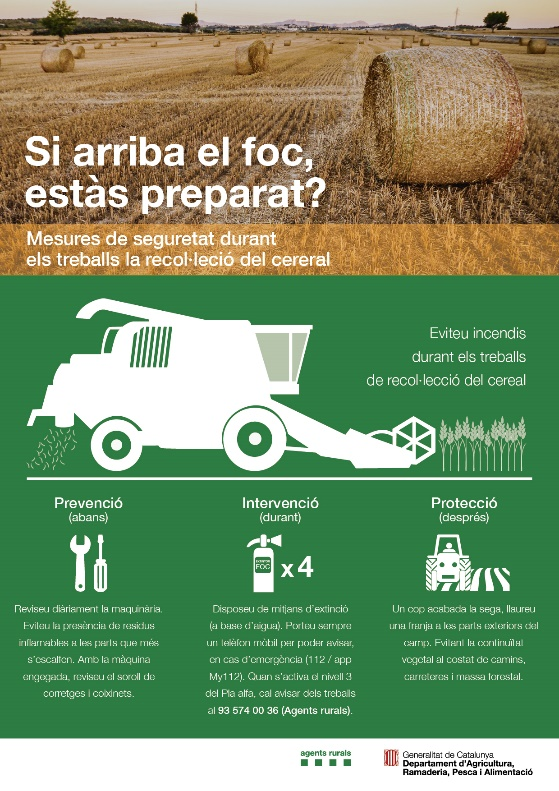 Si arriba el foc,
estàs preparat?
Mesures de seguretat durant
els treballs la recol·leció del cereral
Eviteu incendis
durant els treballs
de recol·lecció del cereal
Prevenció
(abans)
Reviseu diàriament la maquinària.
Eviteu la presència de residus
inflamables a les parts que més
s'escalfen. Amb la màquina
engegada, reviseu el soroll de
corretges i coixinets.
Intervenció
(durant)
FOC
x 4
Disposeu de mitjans d'extinció
(a base d'aigua). Porteu sempre
un telèfon mòbil per poder avisar,
en cas d'emergència (112 / app
My112). Quan s'activa el nivell 3
del Pla alfa, cal avisar dels treballs
al 93 574 00 36 (Agents rurals).
Protecció
(després)
Un cop acabada la sega, llaureu
una franja a les parts exteriors del
camp. Evitant la continuïtat
vegetal al costat de camins,
carreteres i massa forestal.
agents rurals
Generalitat de Catalunya
Departament d'Agricultura,
Ramaderia, Pesca i Alimentació